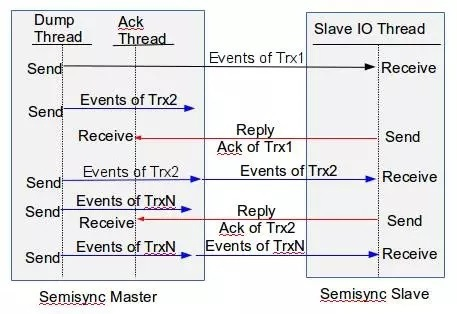 Dump Thread
Ack Thread
Slave IO Thread
Send
Events of Trx1
Receive
Send
Events of Trx2
Receive
Reply
Ack of Trx1
Send
Send
Events of Trx2
Events of Trx2
Receive
Send
Events of TrxN
Receive
Reply
Ack of Trx2
Send
Send
Events of TrxN
Events of TrxN
Receive
Semisync Master
Semisync Slave